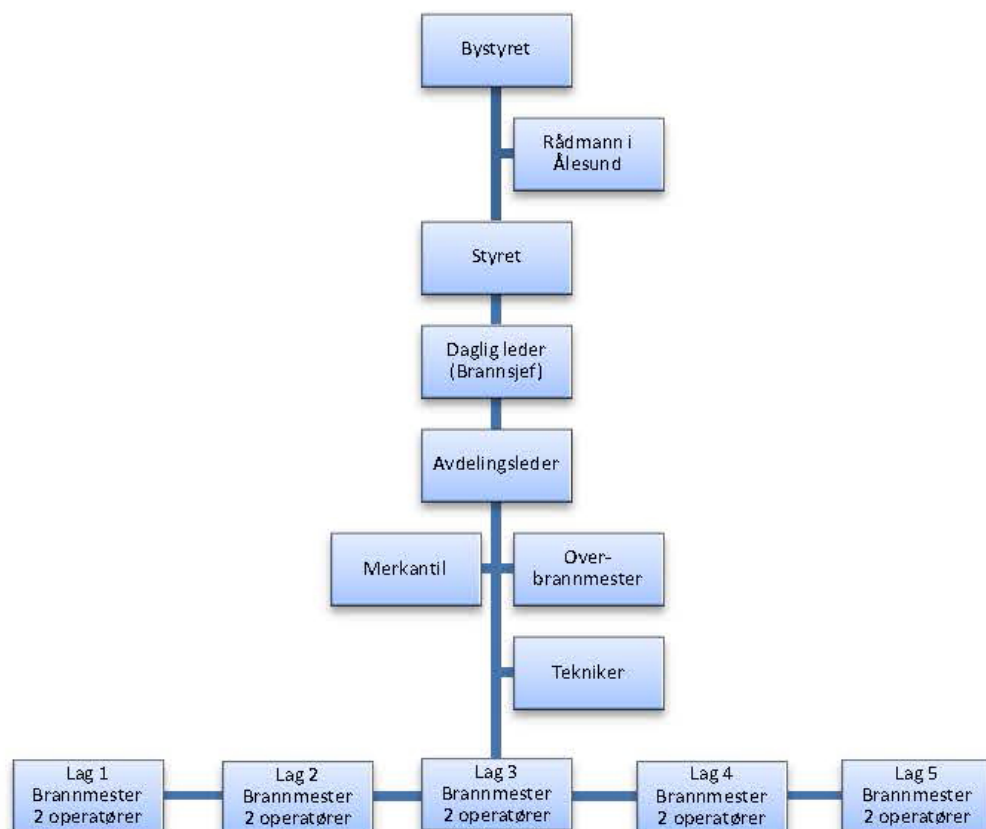 Bystyret
Rådmann i
Ålesund
Styret
Daglig leder
(Brannsjef)
Avdelingsleder
Merkantil
Over-
brannmester
Tekniker
Lag 1
Brannmester
2 operatører
Lag 2
Brannmester
2 operatører
Lag 3
Brannmester
2 operatører
Lag 4
Brannmester
2 operatører
Lag 5
Brannmester
2 operatører